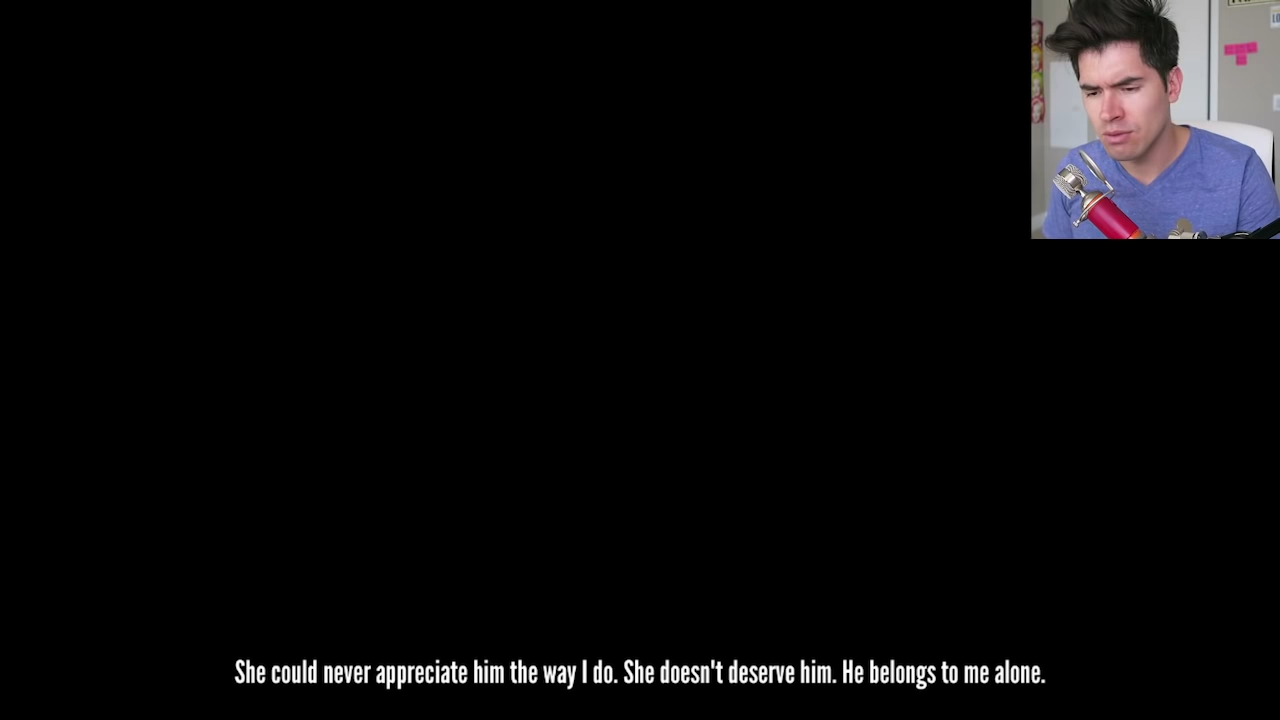 She could never appreciate him the way I do. She doesn't deserve him. He belongs to me alone.